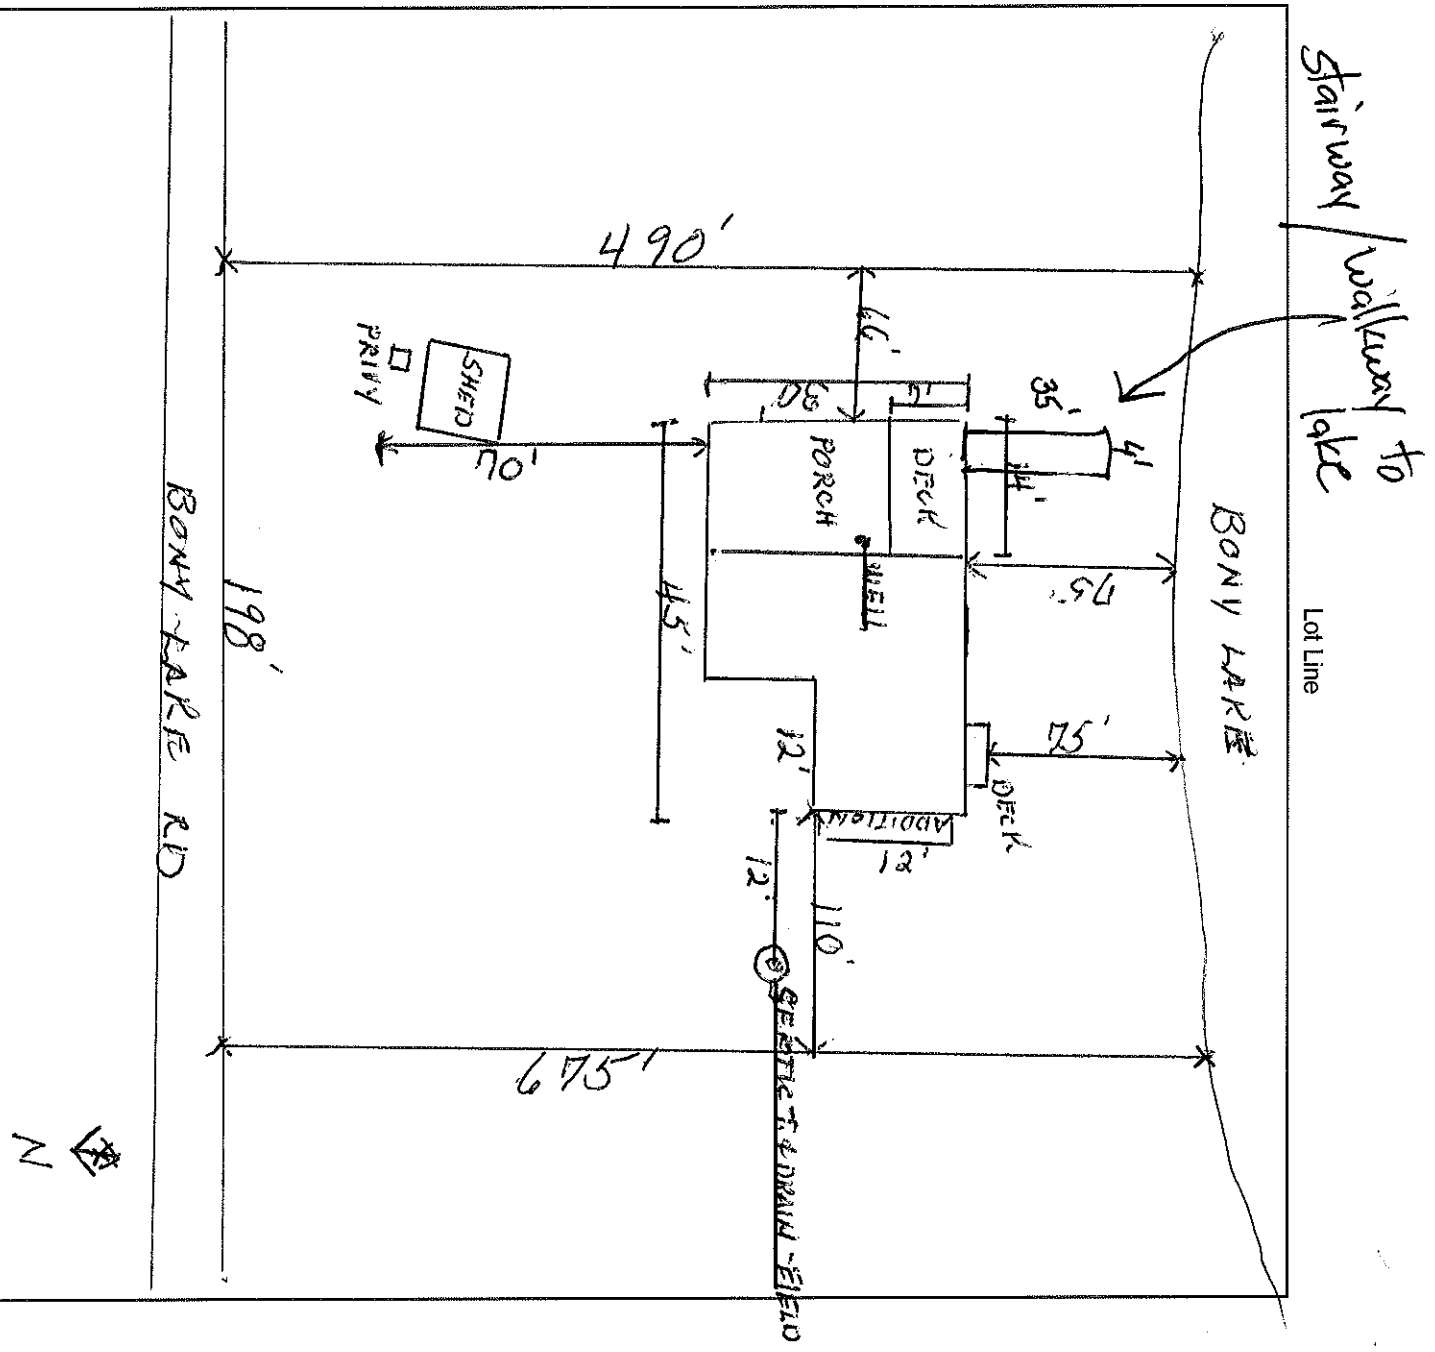 Stairway / Walkway to lake
Lot Line
BONY LAKE
35'
4'
14'
75'
75'
DECK
DECK
PORCH
WELL
66'
30'
45'
12'
ADDITION
12'
110'
12'
SEPTIC T. & DRAIN-FIELD
490'
SHED
PRIVY
70'
675'
198'
BONY LAKE RD
N